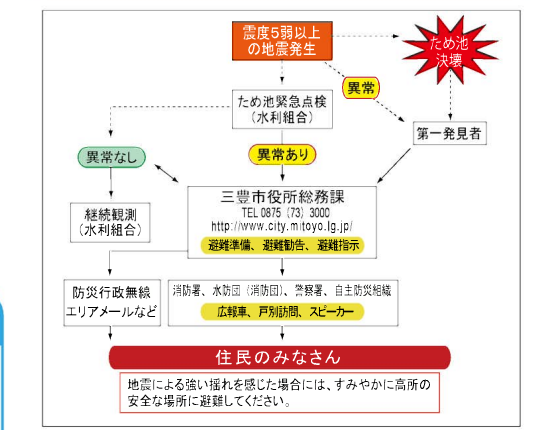 震度5弱以上
の地震発生
ため池
決壊
異常
ため池緊急点検
（水利組合）
第一発見者
異常なし
異常あり
三豊市役所総務課
TEL 0875（73）3000
http://www.city.mitoyo.lg.jp/
避難準備、避難勧告、避難指示
継続観測
（水利組合）
防災行政無線
エリアメールなど
消防署、水防団（消防団）、警察署、自主防災組織
広報車、戸別訪問、スピーカー
住民のみなさん
地震による強い揺れを感じた場合には、すみやかに高所の
安全な場所に避難してください。